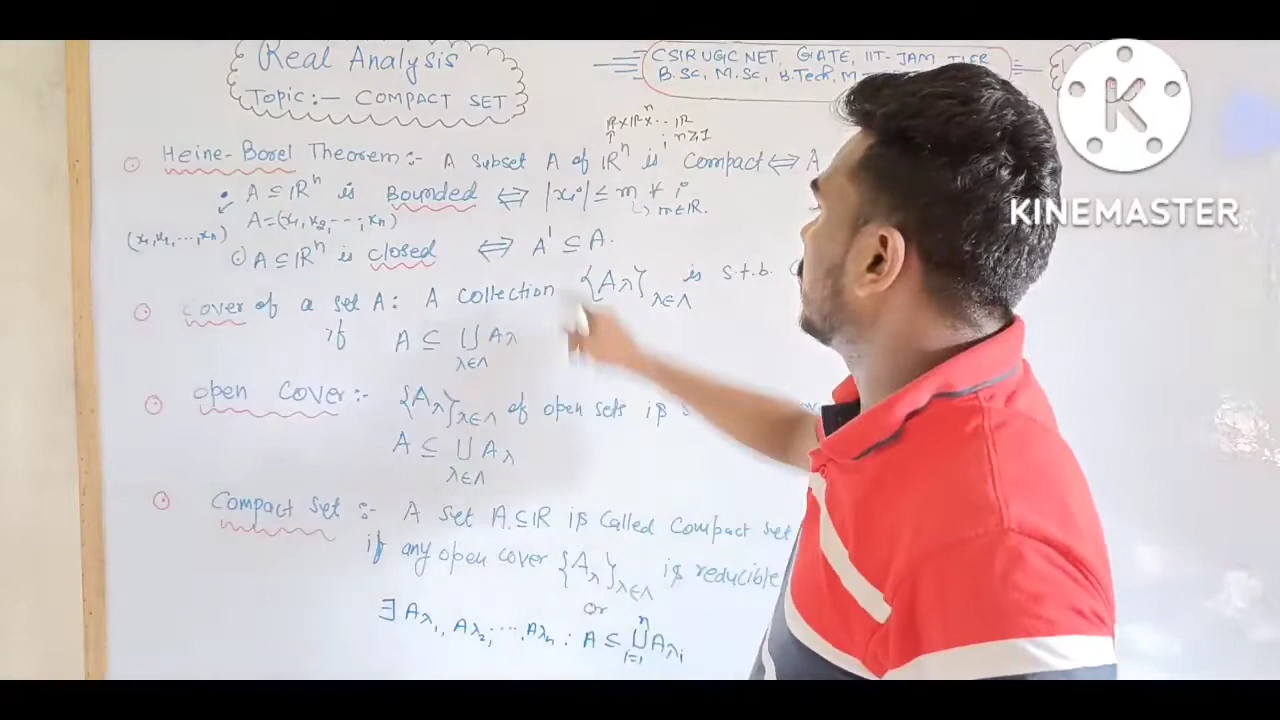 Real Analysis
Topic:- COMPACT SET
CSIR UGC NET, GATE, IIT-JAM
B.Sc, M.Sc, B.Tech, M
KINEMASTER
ℝxℝx...ℝ
n≥1
Heine-Borel Theorem:- A subset A of ℝⁿ is Compact ⟺ A
A ⊆ ℝⁿ is Bounded ⟺ |xᵢ| ≤ m ∀ i
↳ m∈ℝ.
A=(x₁, x₂, ...; xₙ)
(x₁, x₂, ..., xₙ)
A ⊆ ℝⁿ is closed ⟺ A' ⊆ A.
Cover of a set A: A Collection {Aλ}λ∈Λ is s.t.b.
if A ⊆ ∪λ∈Λ Aλ
open Cover:- {Aλ}λ∈Λ of open sets is
A ⊆ ∪λ∈Λ Aλ
Compact Set:- A set A ⊆ ℝ is called Compact set
if any open cover {Aλ}λ∈Λ is reducible
or
∃ Aλ₁, Aλ₂, ..., Aλₙ : A ⊆ ∪ⁿᵢ₌₁ Aλᵢ